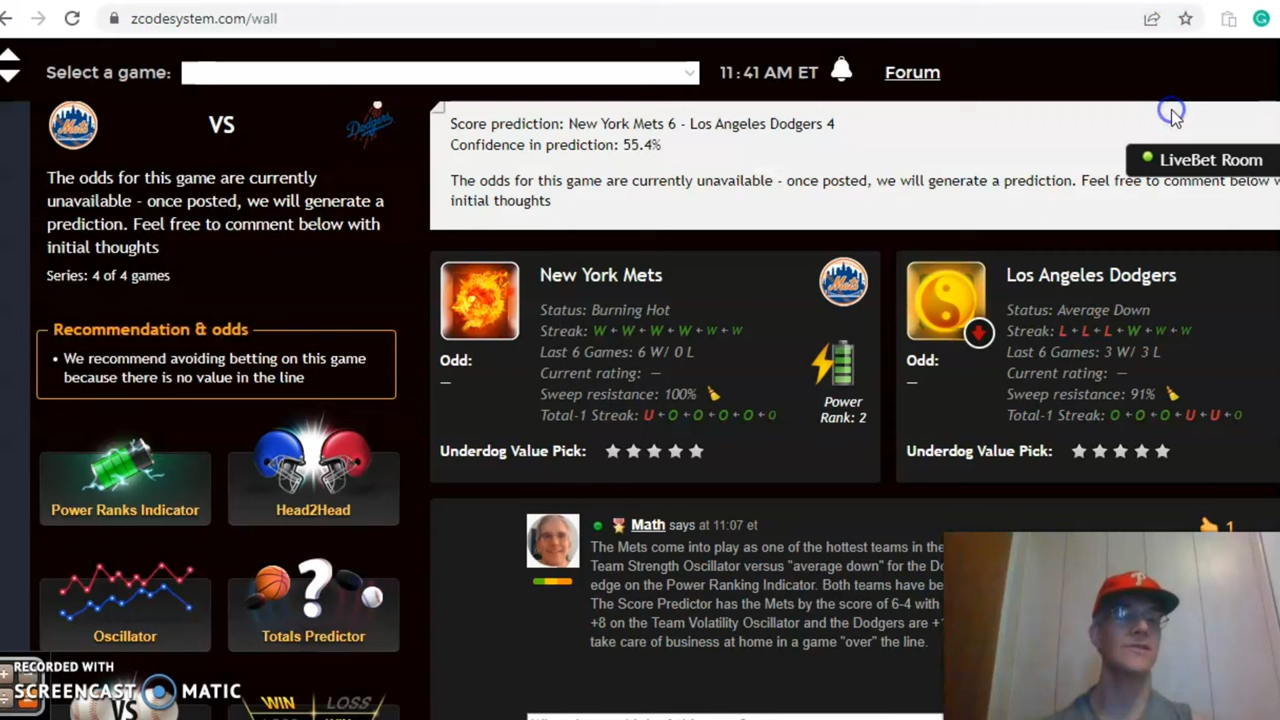 zcodesystem.com/wall
Select a game:
11:41 AM ET
Forum
VS
The odds for this game are currently
unavailable - once posted, we will generate a
prediction. Feel free to comment below with
initial thoughts
Series: 4 of 4 games
Recommendation & odds
• We recommend avoiding betting on this game
because there is no value in the line
Power Ranks Indicator
Head2Head
Oscillator
Totals Predictor
VS
WIN
LOSS
RECORDED WITH
SCREENCAST MATIC
Score prediction: New York Mets 6 - Los Angeles Dodgers 4
Confidence in prediction: 55.4%
LiveBet Room
The odds for this game are currently unavailable - once posted, we will generate a prediction. Feel free to comment below
initial thoughts
New York Mets
Status: Burning Hot
Streak: W ← W ← W ← W ← W ← W
Odd:
—
Last 6 Games: 6 W/ 0 L
Current rating: —
Sweep resistance: 100%
Total-1 Streak: U ← O ← O ← O ← O ← O
Power
Rank: 2
Underdog Value Pick:
Los Angeles Dodgers
Status: Average Down
Streak: L ← L ← L ← W ← W ← W
Odd:
—
Last 6 Games: 3 W/ 3 L
Current rating: —
Sweep resistance: 91%
Total-1 Streak: O ← O ← O ← U ← U ← O
Underdog Value Pick:
Math says at 11:07 et
1
The Mets come into play as one of the hottest teams in the
Team Strength Oscillator versus "average down" for the
edge on the Power Ranking Indicator. Both teams have
The Score Predictor has the Mets by the score of 6-4 with
+8 on the Team Volatility Oscillator and the Dodgers are
take care of business at home in a game "over" the line.